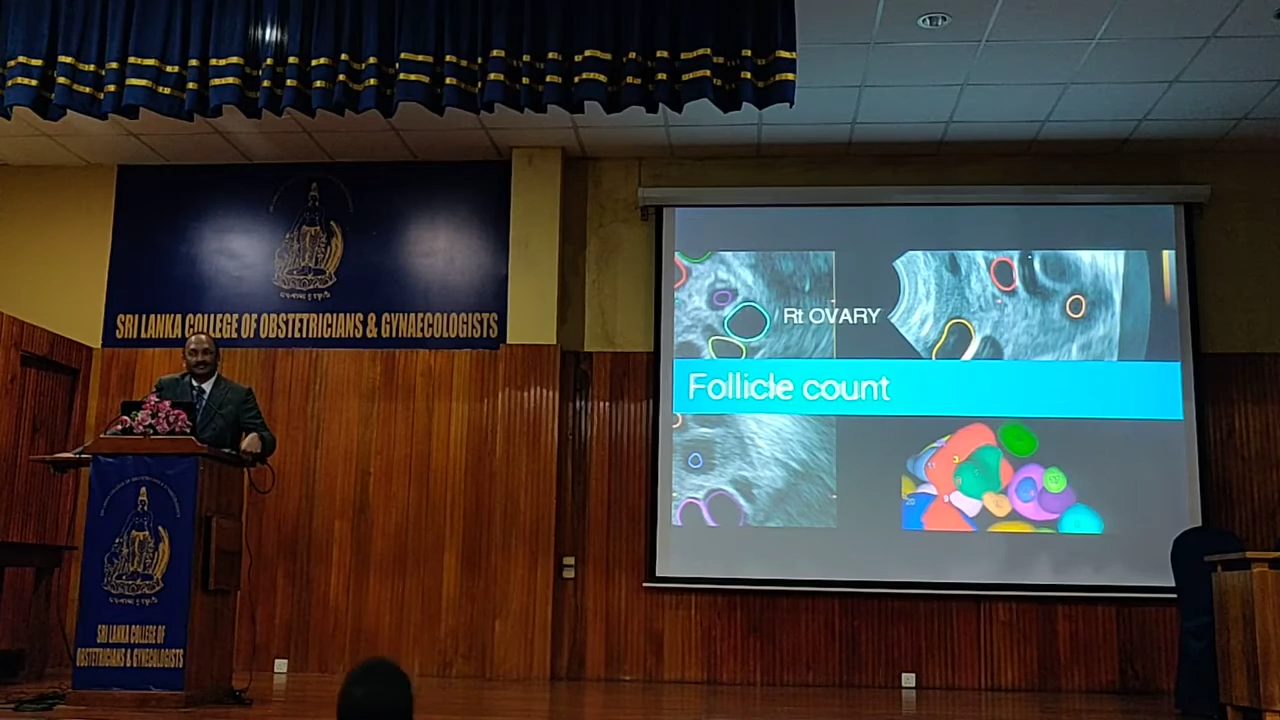 SRI LANKA COLLEGE OF OBSTETRICIANS & GYNAECOLOGISTS
Rt OVARY
Follicle count
SRI LANKA COLLEGE OF
OBSTETRICIANS & GYNECOLOGISTS